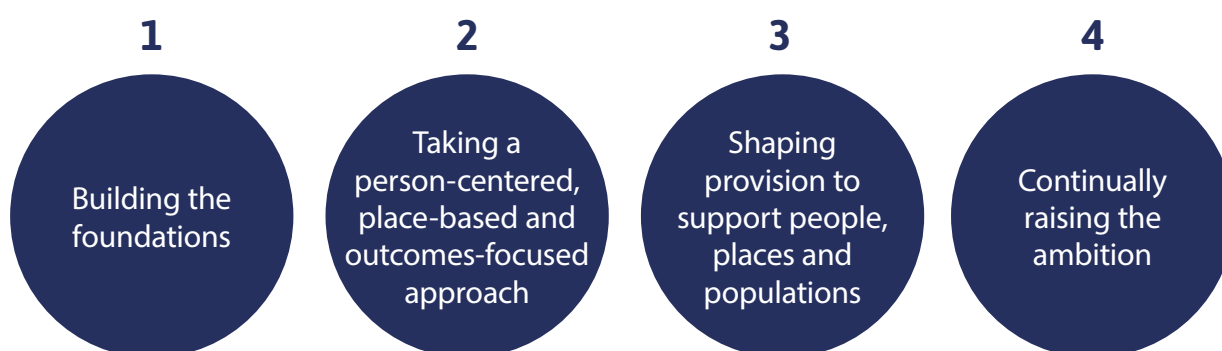 1
Building the
foundations
2
Taking a
person-centered,
place-based and
outcomes-focused
approach
3
Shaping
provision to
support people,
places and
populations
4
Continually
raising the
ambition